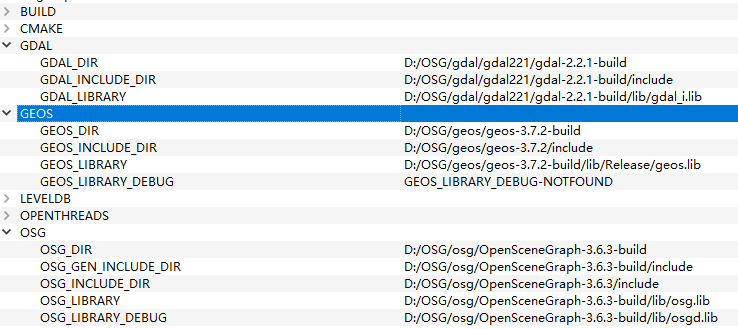 BUILD
CMAKE
GDAL
GDAL_DIR D:/OSG/gdal/gdal221/gdal-2.2.1-build
GDAL_INCLUDE_DIR D:/OSG/gdal/gdal221/gdal-2.2.1-build/include
GDAL_LIBRARY D:/OSG/gdal/gdal221/gdal-2.2.1-build/lib/gdal_i.lib
GEOS
GEOS_DIR D:/OSG/geos/geos-3.7.2-build
GEOS_INCLUDE_DIR D:/OSG/geos/geos-3.7.2/include
GEOS_LIBRARY D:/OSG/geos/geos-3.7.2-build/lib/Release/geos.lib
GEOS_LIBRARY_DEBUG GEOS_LIBRARY_DEBUG-NOTFOUND
LEVELDB
OPENTHREADS
OSG
OSG_DIR D:/OSG/osg/OpenSceneGraph-3.6.3-build
OSG_GEN_INCLUDE_DIR D:/OSG/osg/OpenSceneGraph-3.6.3-build/include
OSG_INCLUDE_DIR D:/OSG/osg/OpenSceneGraph-3.6.3/include
OSG_LIBRARY D:/OSG/osg/OpenSceneGraph-3.6.3-build/lib/osg.lib
OSG_LIBRARY_DEBUG D:/OSG/osg/OpenSceneGraph-3.6.3-build/lib/osgd.lib